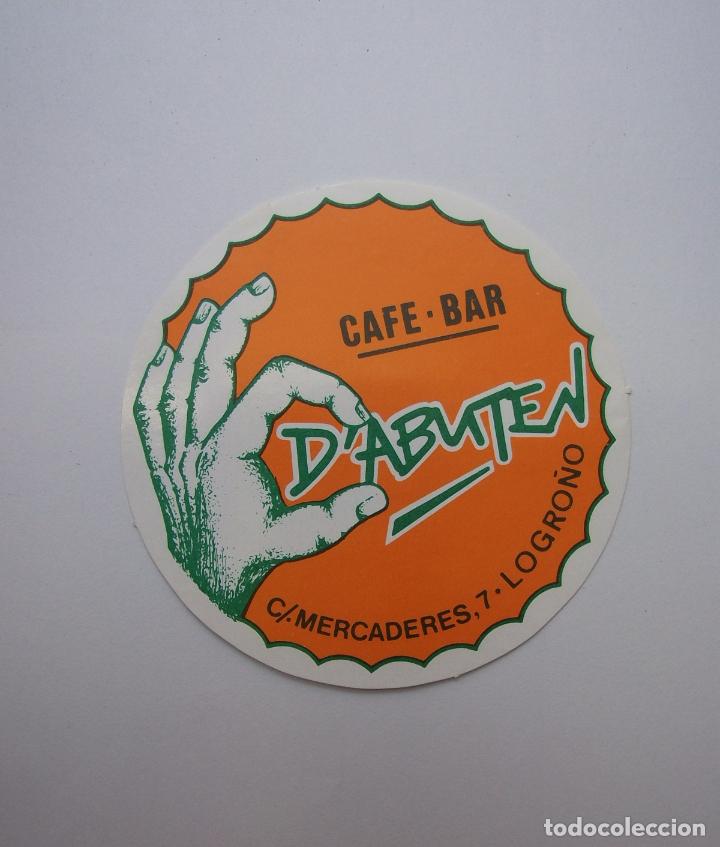 CAFE·BAR
D'ABUTEN
C/.MERCADERES, 7·LOGROÑO
todocoleccion